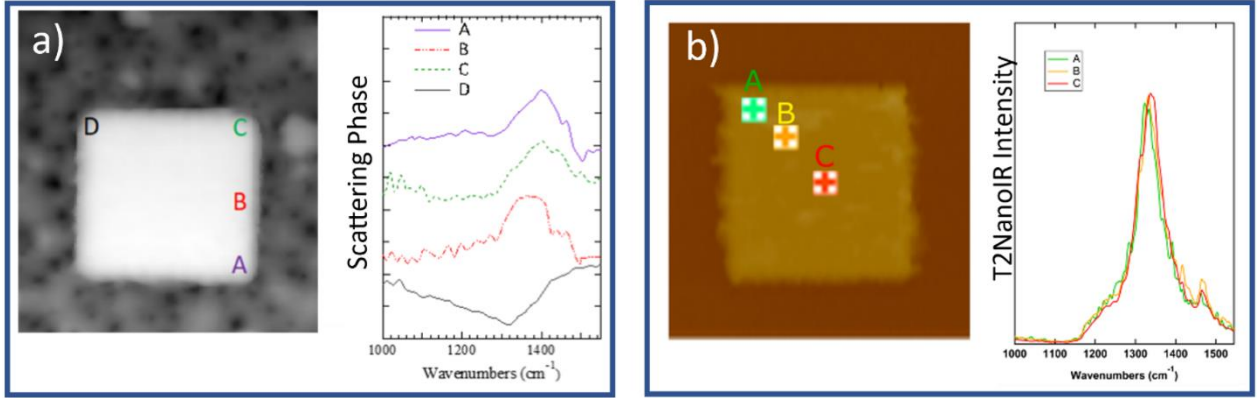 a)
D
C
B
A
Scattering Phase
A
B
C
D
1000
1200
1400
Wavenumbers (cm-1)
b)
A
B
C
T2NanoIR Intensity
A
B
C
1000
1100
1200
1300
1400
1500
Wavenumbers (cm-1)